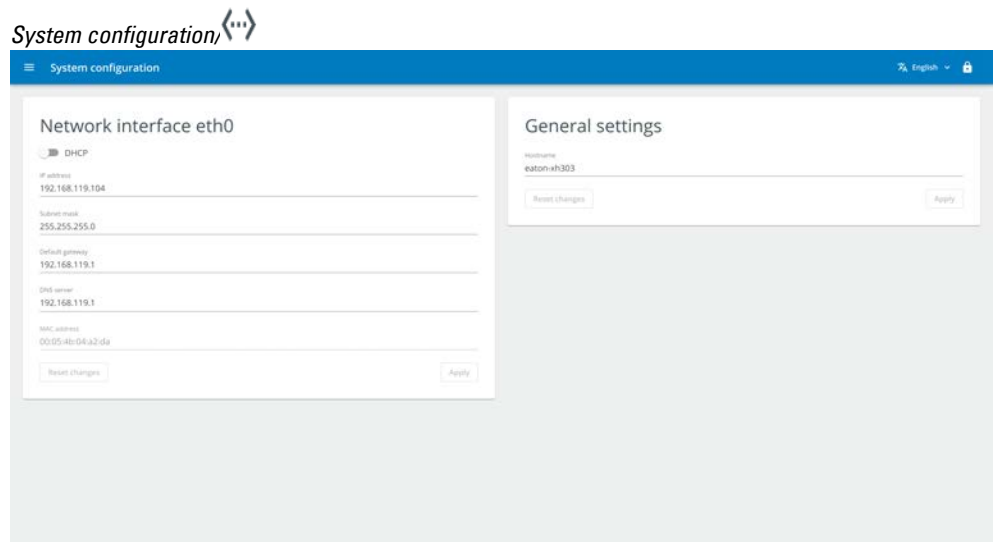 System configuration/
System configuration
English
Network interface eth0
DHCP
IP address
192.168.119.104
Subnet mask
255.255.255.0
Default gateway
192.168.119.1
DNS server
192.168.119.1
MAC address
00:05:4b:04:a2:da
Reset changes
Apply
General settings
Hostname
eaton-xh303
Reset changes
Apply